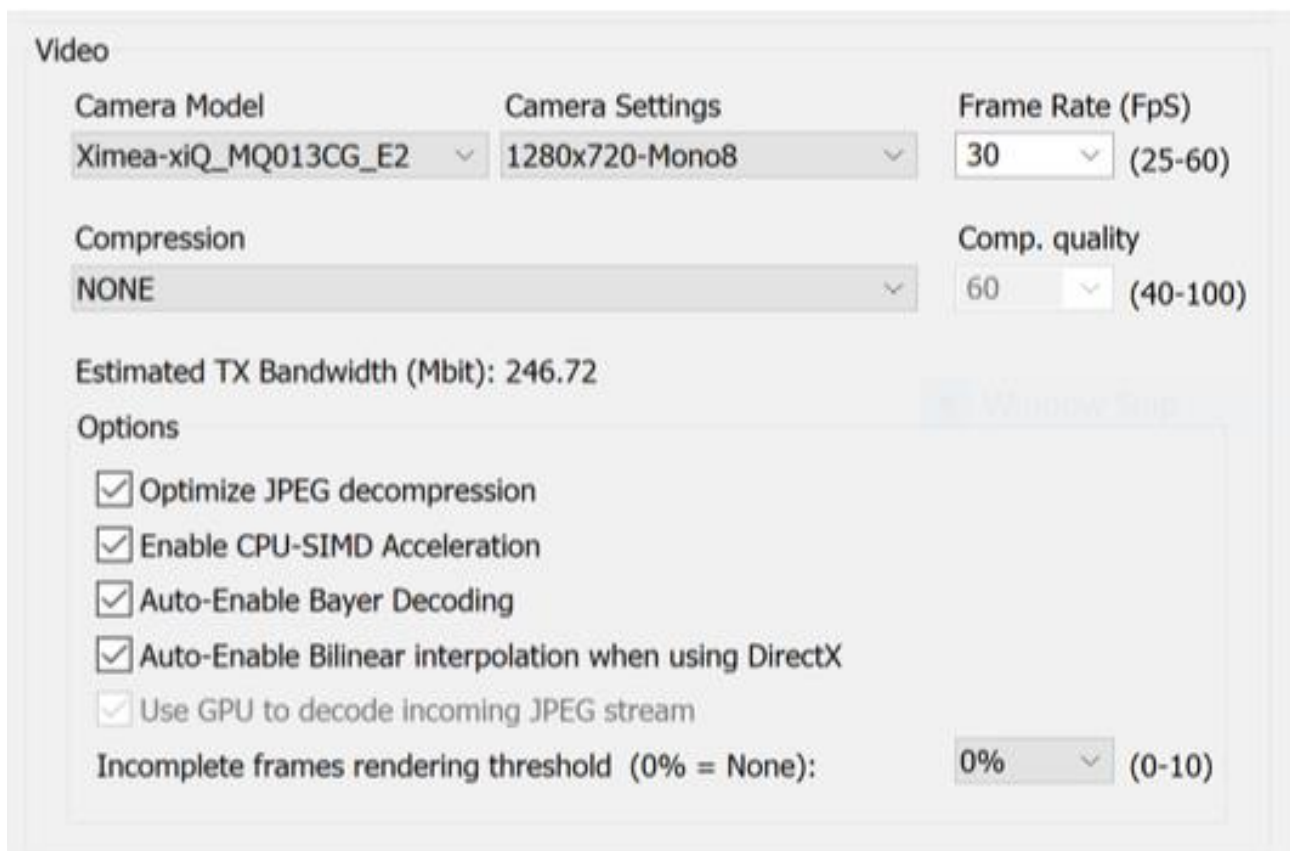 Video
Camera Model Camera Settings Frame Rate (FpS)
Ximea-xiQ_MQ013CG_E2 1280x720-Mono8 30 (25-60)
Compression Comp. quality
NONE 60 (40-100)
Estimated TX Bandwidth (Mbit): 246.72
Window Snip
Options
Optimize JPEG decompression
Enable CPU-SIMD Acceleration
Auto-Enable Bayer Decoding
Auto-Enable Bilinear interpolation when using DirectX
Use GPU to decode incoming JPEG stream
Incomplete frames rendering threshold (0% = None): 0% (0-10)